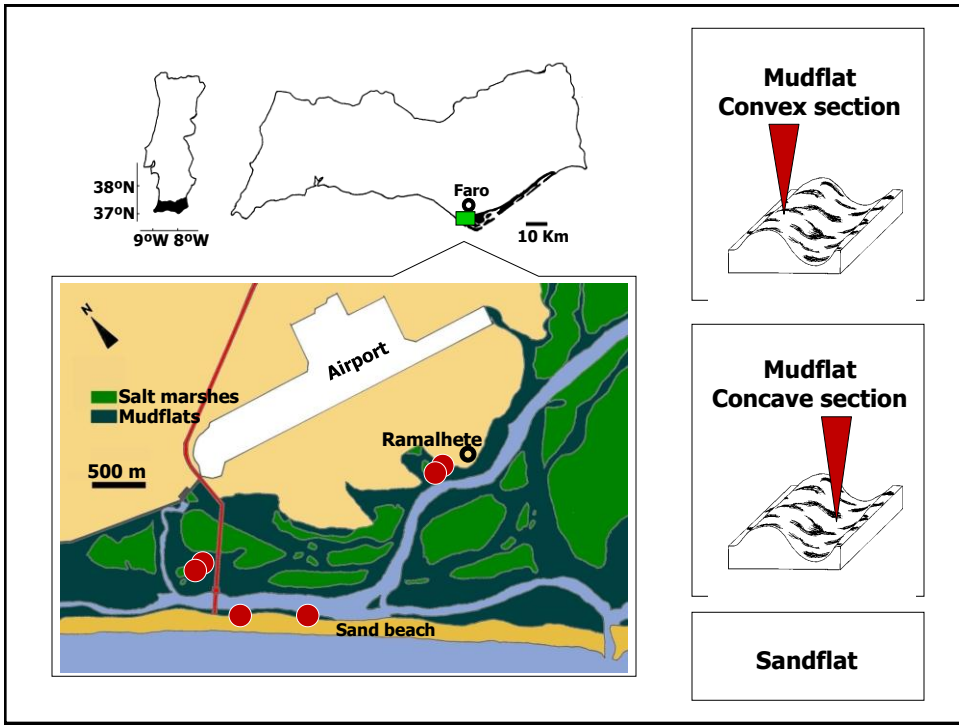 38ºN
37ºN
9ºW 8ºW
Faro
10 Km
N
Airport
Salt marshes
Mudflats
500 m
Ramalhete
Sand beach
Mudflat
Convex section
Mudflat
Concave section
Sandflat